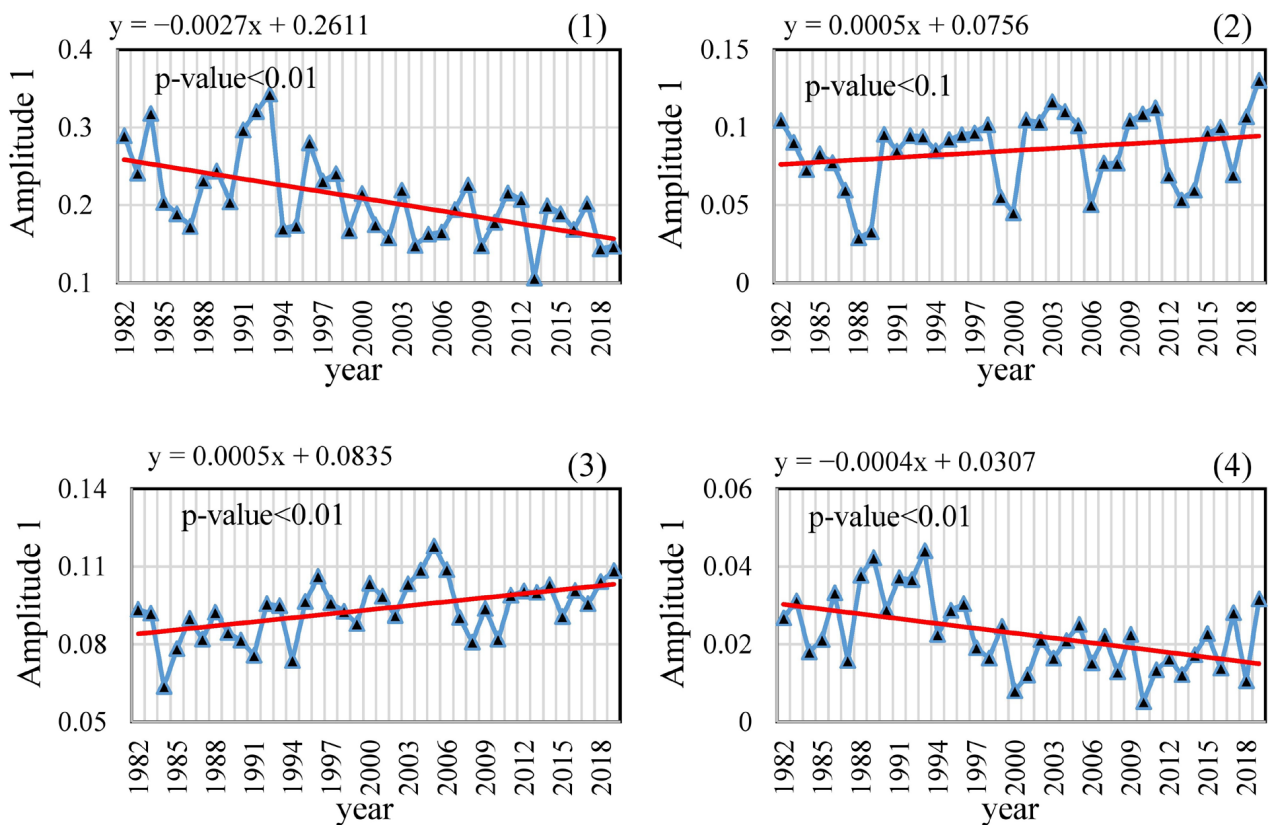 y = −0.0027x + 0.2611
(1)
p-value<0.01
Amplitude 1
0.4
0.3
0.2
0.1
1982 1985 1988 1991 1994 1997 2000 2003 2006 2009 2012 2015 2018
year
y = 0.0005x + 0.0756
(2)
p-value<0.1
Amplitude 1
0.15
0.1
0.05
0
1982 1985 1988 1991 1994 1997 2000 2003 2006 2009 2012 2015 2018
year
y = 0.0005x + 0.0835
(3)
p-value<0.01
Amplitude 1
0.14
0.11
0.08
0.05
1982 1985 1988 1991 1994 1997 2000 2003 2006 2009 2012 2015 2018
year
y = −0.0004x + 0.0307
(4)
p-value<0.01
Amplitude 1
0.06
0.04
0.02
0
1982 1985 1988 1991 1994 1997 2000 2003 2006 2009 2012 2015 2018
year